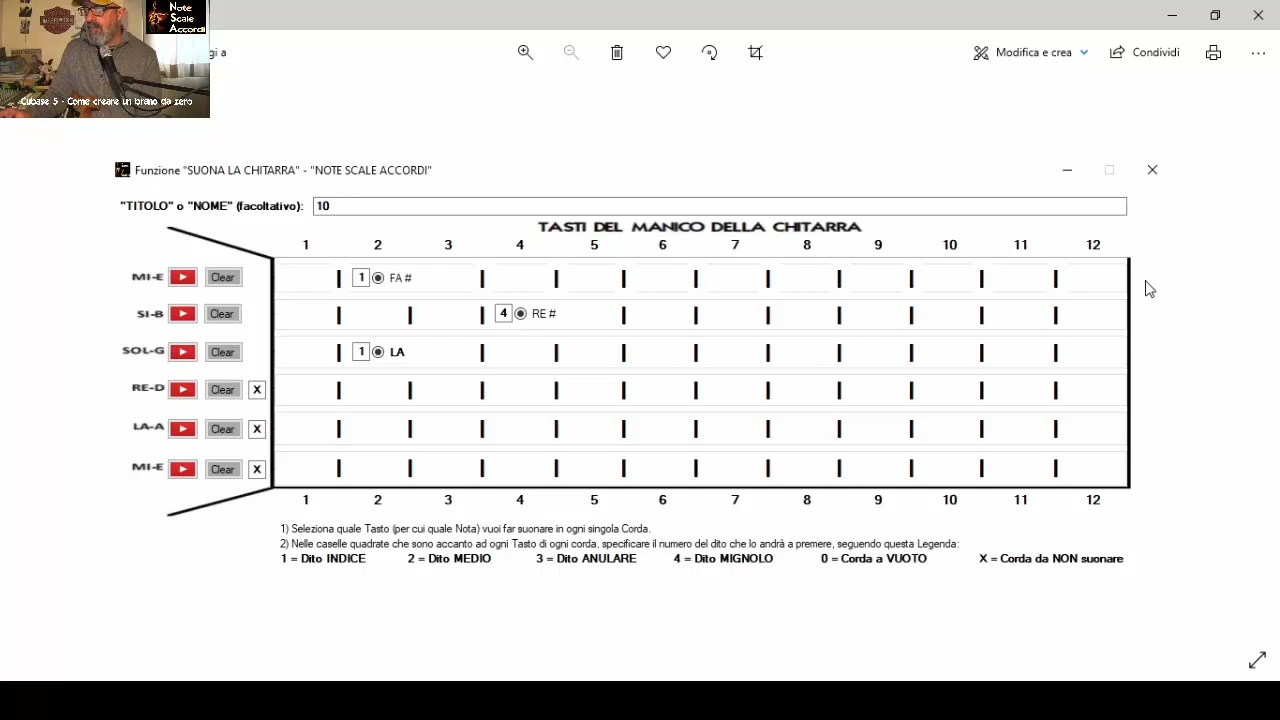 Note
Scale
Accordi
Cubase 5 - Come creare un brano da zero
gi a
Modifica e crea
Condividi
Funzione "SUONA LA CHITARRA" - "NOTE SCALE ACCORDI"
"TITOLO" o "NOME" (facoltativo): 10
TASTI DEL MANICO DELLA CHITARRA
1 2 3 4 5 6 7 8 9 10 11 12
MI-E Clear 1 FA #
SI-B Clear 4 RE #
SOL-G Clear 1 LA
RE-D Clear X
LA-A Clear X
MI-E Clear X
1 2 3 4 5 6 7 8 9 10 11 12
1) Seleziona quale Tasto (per cui quale Nota) vuoi far suonare in ogni singola Corda.
2) Nelle caselle quadrate che sono accanto ad ogni Tasto di ogni corda, specificare il numero del dito che lo andrà a premere, seguendo questa Legenda:
1 = Dito INDICE 2 = Dito MEDIO 3 = Dito ANULARE 4 = Dito MIGNOLO 0 = Corda a VUOTO X = Corda da NON suonare